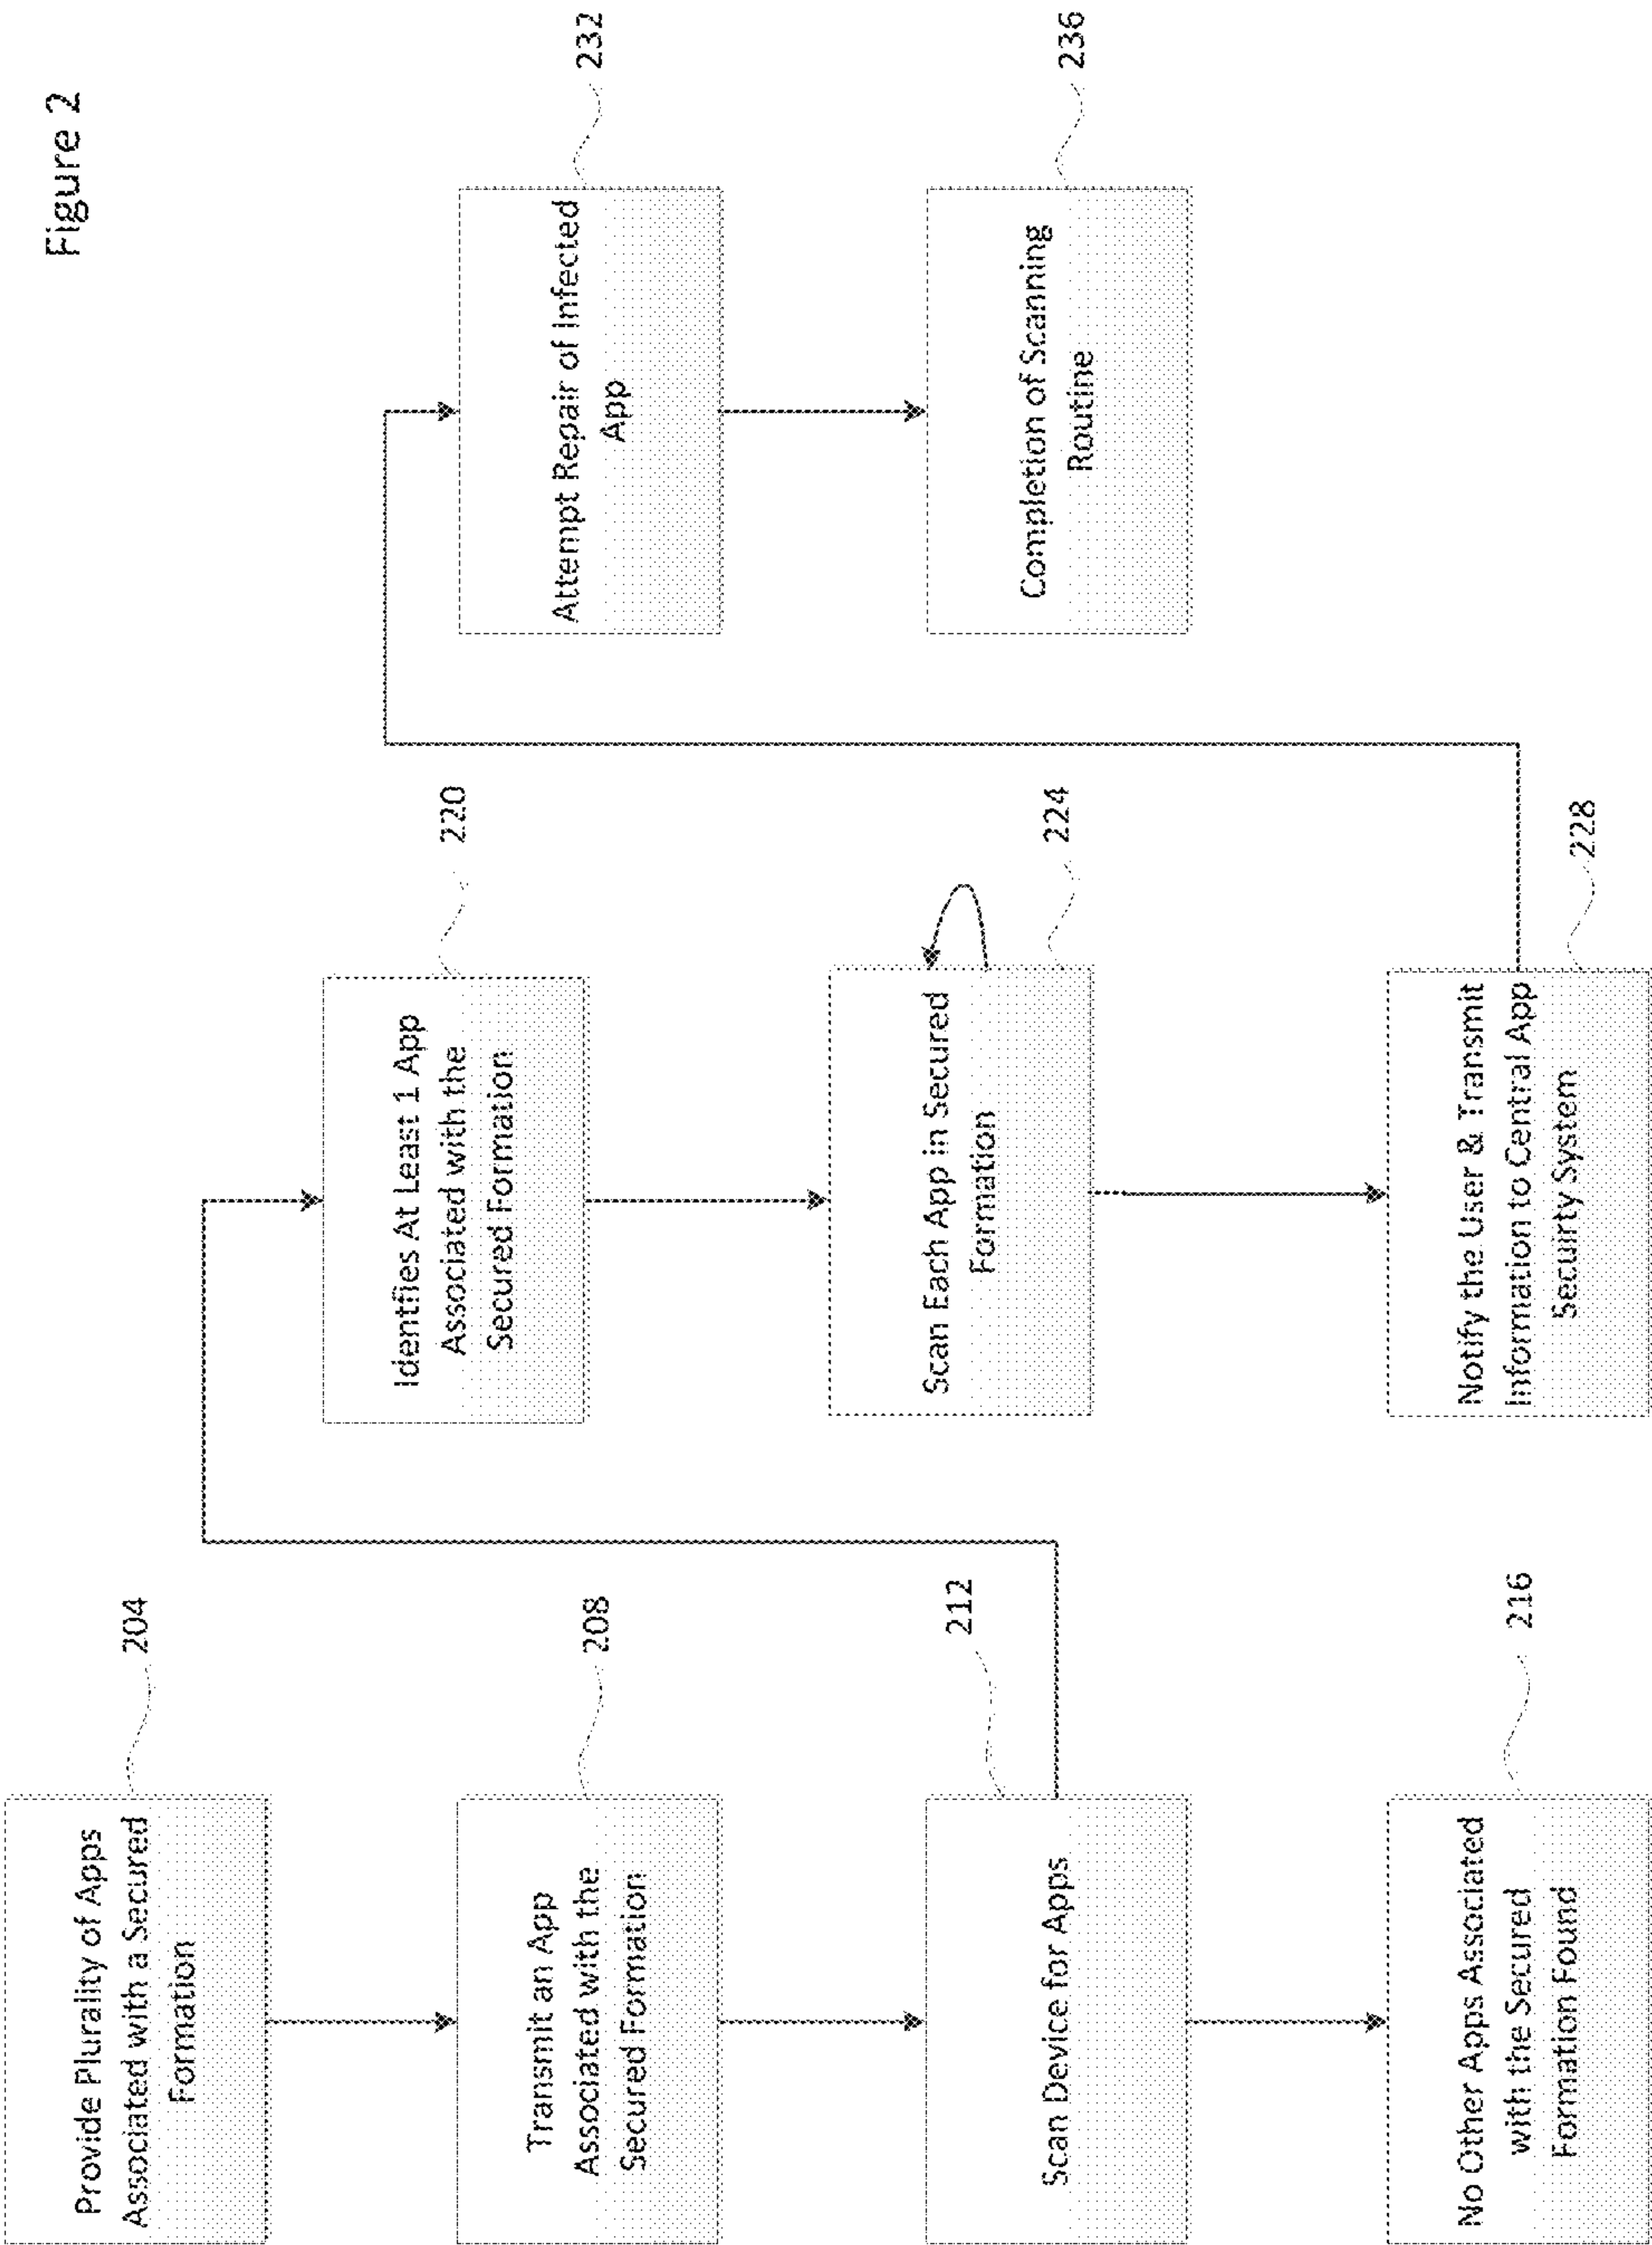 Figure 2
Provide Plurality of Apps
Associated with a Secured
Formation
204
Transmit an App
Associated with the
Secured Formation
208
Scan Device for Apps
212
No Other Apps Associated
with the Secured
Formation Found
216
Identfies At Least 1 App
Associated with the
Secured Formation
220
Scan Each App in Secured
Formation
224
Notify the User & Transmit
Information to Central App
Secuirty System
228
Attempt Repair of Infected
App
232
Completion of Scanning
Routine
236